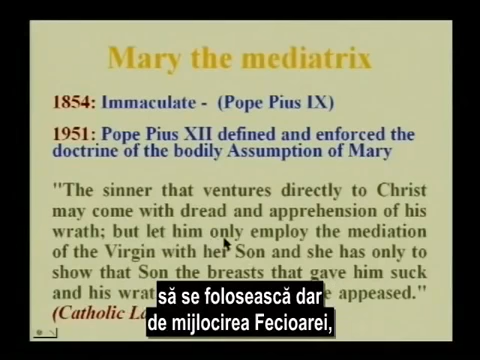 Mary the mediatrix
1854: Immaculate - (Pope Pius IX)
1951: Pope Pius XII defined and enforced the
doctrine of the bodily Assumption of Mary
"The sinner that ventures directly to Christ
may come with dread and apprehension of his
wrath; but let him only employ the mediation
of the Virgin with her Son and she has only to
show that Son the breasts that gave him suck
and his appeased."
(Catholic
să se folosească dar
de mijlocirea Fecioarei,